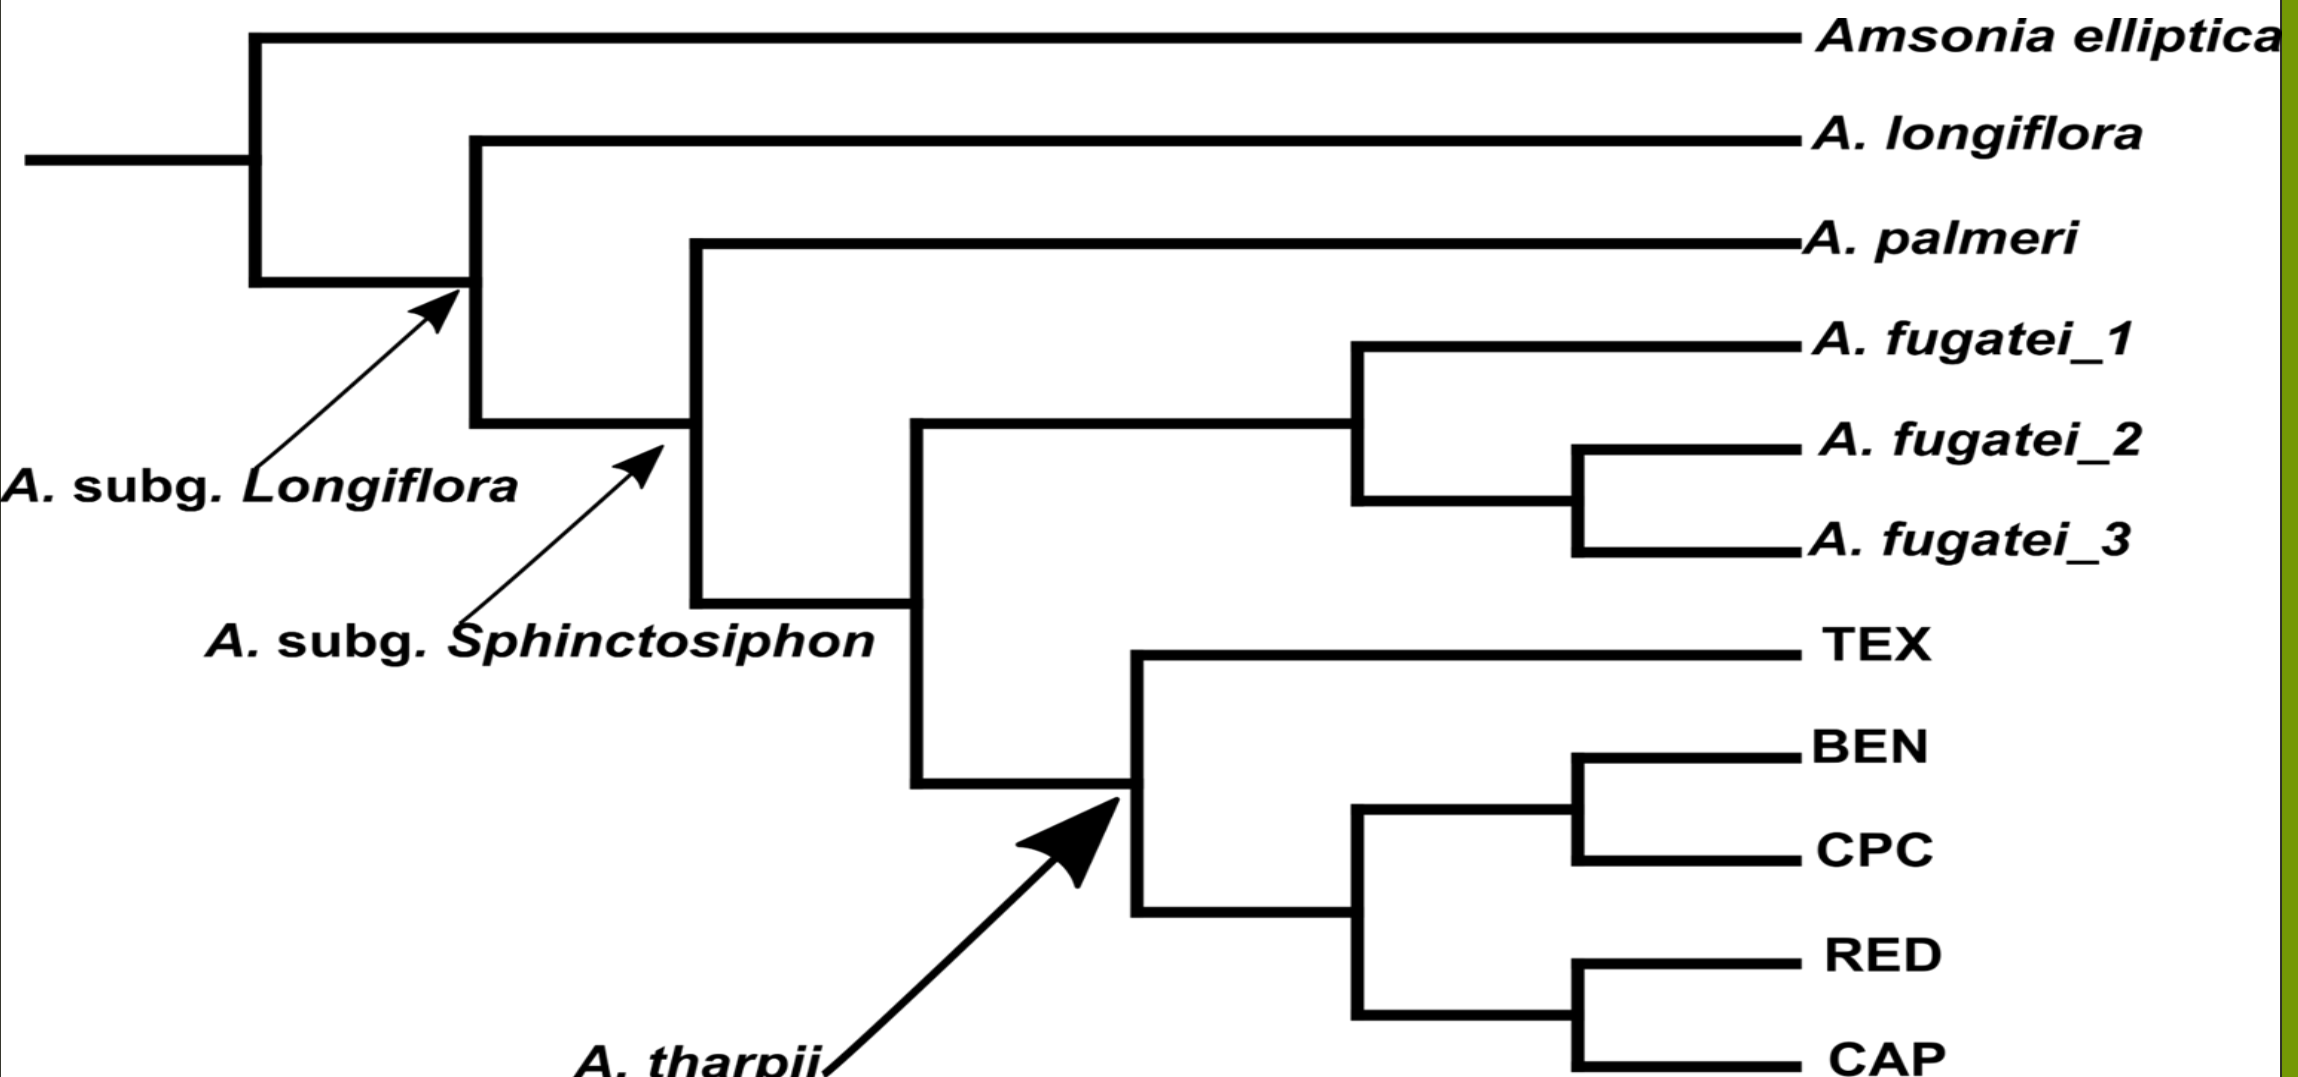 Amsonia elliptica
A. longiflora
A. palmeri
A. fugatei_1
A. fugatei_2
A. subg. Longiflora
A. fugatei_3
A. subg. Sphinctosiphon
TEX
BEN
CPC
RED
A. tharpii
CAP